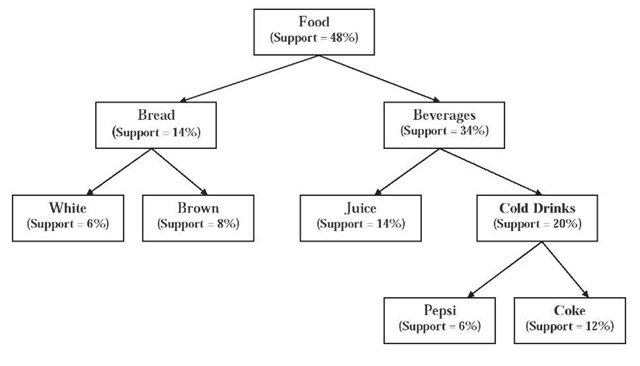 Food
(Support = 48%)
Bread
(Support = 14%)
Beverages
(Support = 34%)
White
(Support = 6%)
Brown
(Support = 8%)
Juice
(Support = 14%)
Cold Drinks
(Support = 20%)
Pepsi
(Support = 6%)
Coke
(Support = 12%)